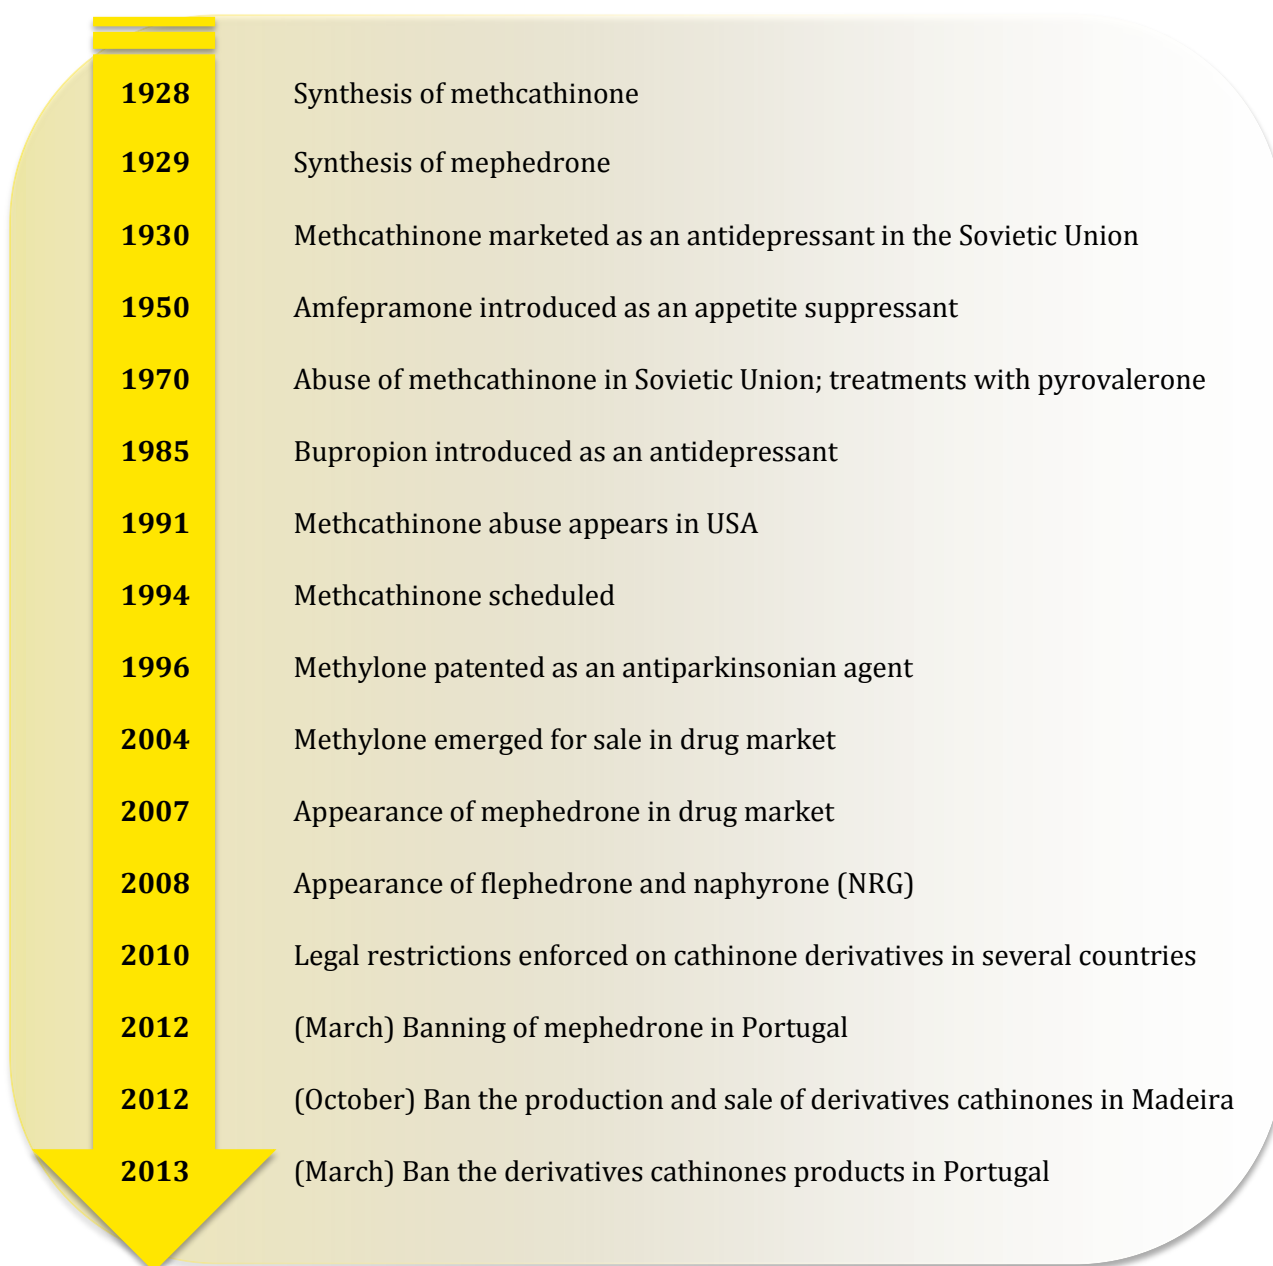 1928 Synthesis of methcathinone
1929 Synthesis of mephedrone
1930 Methcathinone marketed as an antidepressant in the Sovietic Union
1950 Amfepramone introduced as an appetite suppressant
1970 Abuse of methcathinone in Sovietic Union; treatments with pyrovalerone
1985 Bupropion introduced as an antidepressant
1991 Methcathinone abuse appears in USA
1994 Methcathinone scheduled
1996 Methylone patented as an antiparkinsonian agent
2004 Methylone emerged for sale in drug market
2007 Appearance of mephedrone in drug market
2008 Appearance of flephedrone and naphyrone (NRG)
2010 Legal restrictions enforced on cathinone derivatives in several countries
2012 (March) Banning of mephedrone in Portugal
2012 (October) Ban the production and sale of derivatives cathinones in Madeira
2013 (March) Ban the derivatives cathinones products in Portugal